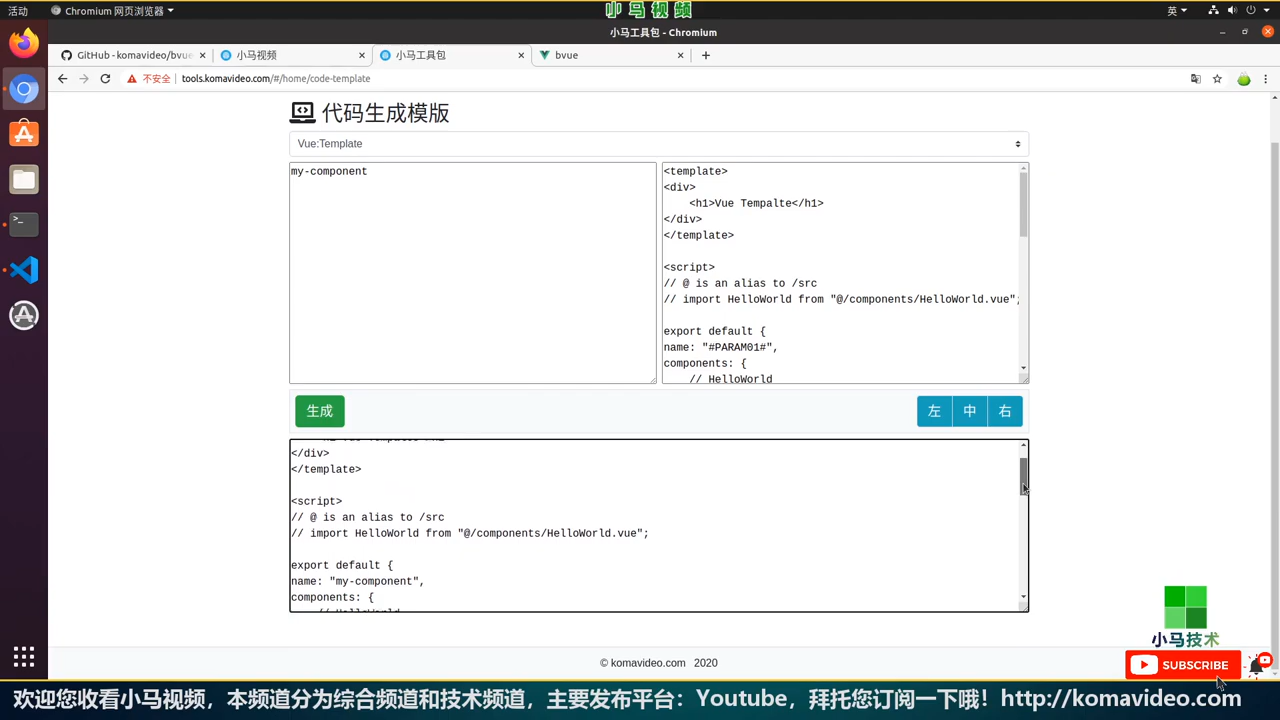 活动
Chromium 网页浏览器
小马视频
英
小马工具包 - Chromium
GitHub - komavideo/bvue
小马视频
小马工具包
bvue
不安全
tools.komavideo.com/#/home/code-template
代码生成模版
Vue:Template
my-component
<template>
<div>
<h1>Vue Tempalte</h1>
</div>
</template>
<script>
// @ is an alias to /src
// import HelloWorld from "@/components/HelloWorld.vue";
export default {
name: "#PARAM01#",
components: {
// HelloWorld
生成
左
中
右
</div>
</template>
<script>
// @ is an alias to /src
// import HelloWorld from "@/components/HelloWorld.vue";
export default {
name: "my-component",
components: {
// HelloWorld
© komavideo.com 2020
小马技术
SUBSCRIBE
欢迎您收看小马视频，本频道分为综合频道和技术频道，主要发布平台：Youtube，拜托您订阅一下哦！http://komavideo.com